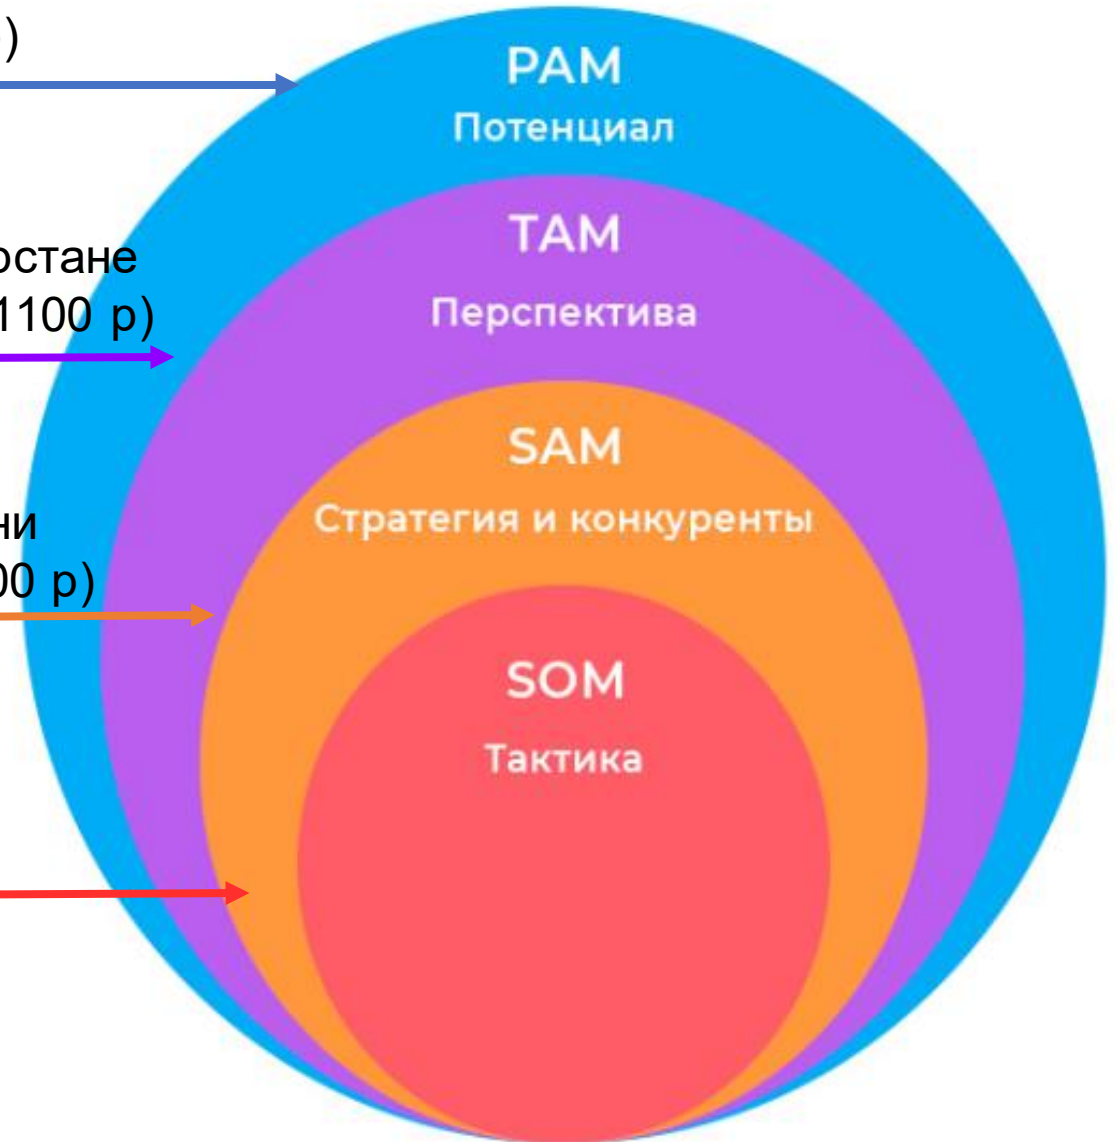 )
PAM
Потенциал
TAM
остане
1100 р)
Перспектива
SAM
ни
00 р)
Стратегия и конкуренты
SOM
Тактика